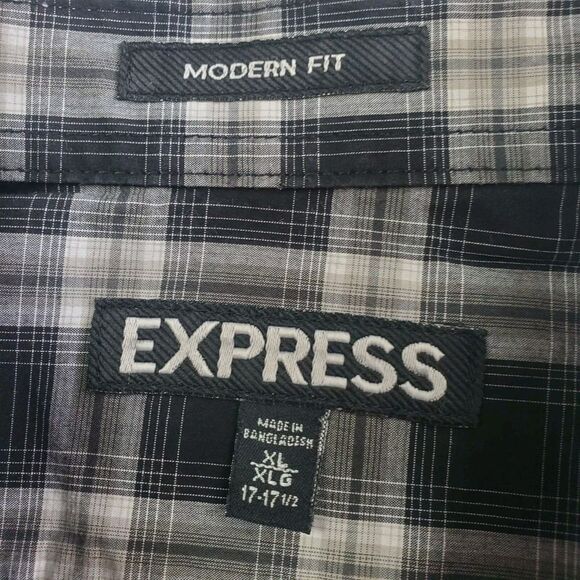 MODERN FIT
EXPRESS
MADE IN
BANGLADESH
XL
XLG
17-17 1/2